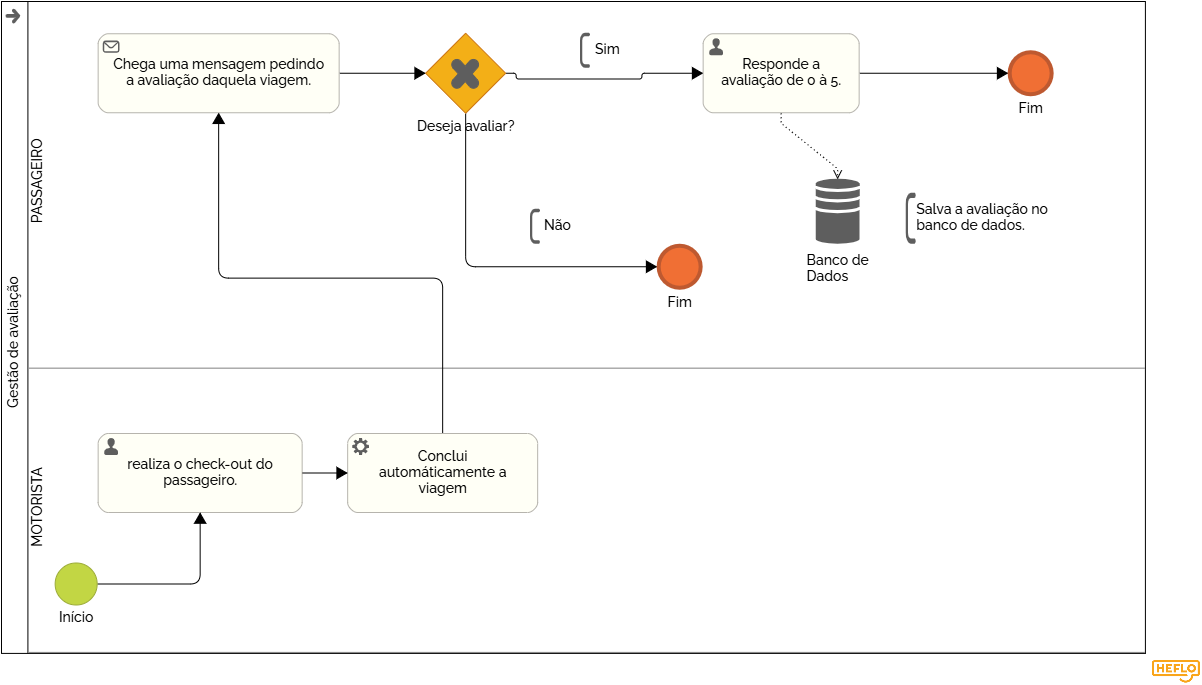 Gestão de avaliação
PASSAGEIRO
Chega uma mensagem pedindo
a avaliação daquela viagem.
Deseja avaliar?
Sim
Responde a
avaliação de 0 à 5.
Fim
Não
Fim
Banco de
Dados
Salva a avaliação no
banco de dados.
MOTORISTA
realiza o check-out do
passageiro.
Conclui
automáticamente a
viagem
Início
HEFLO